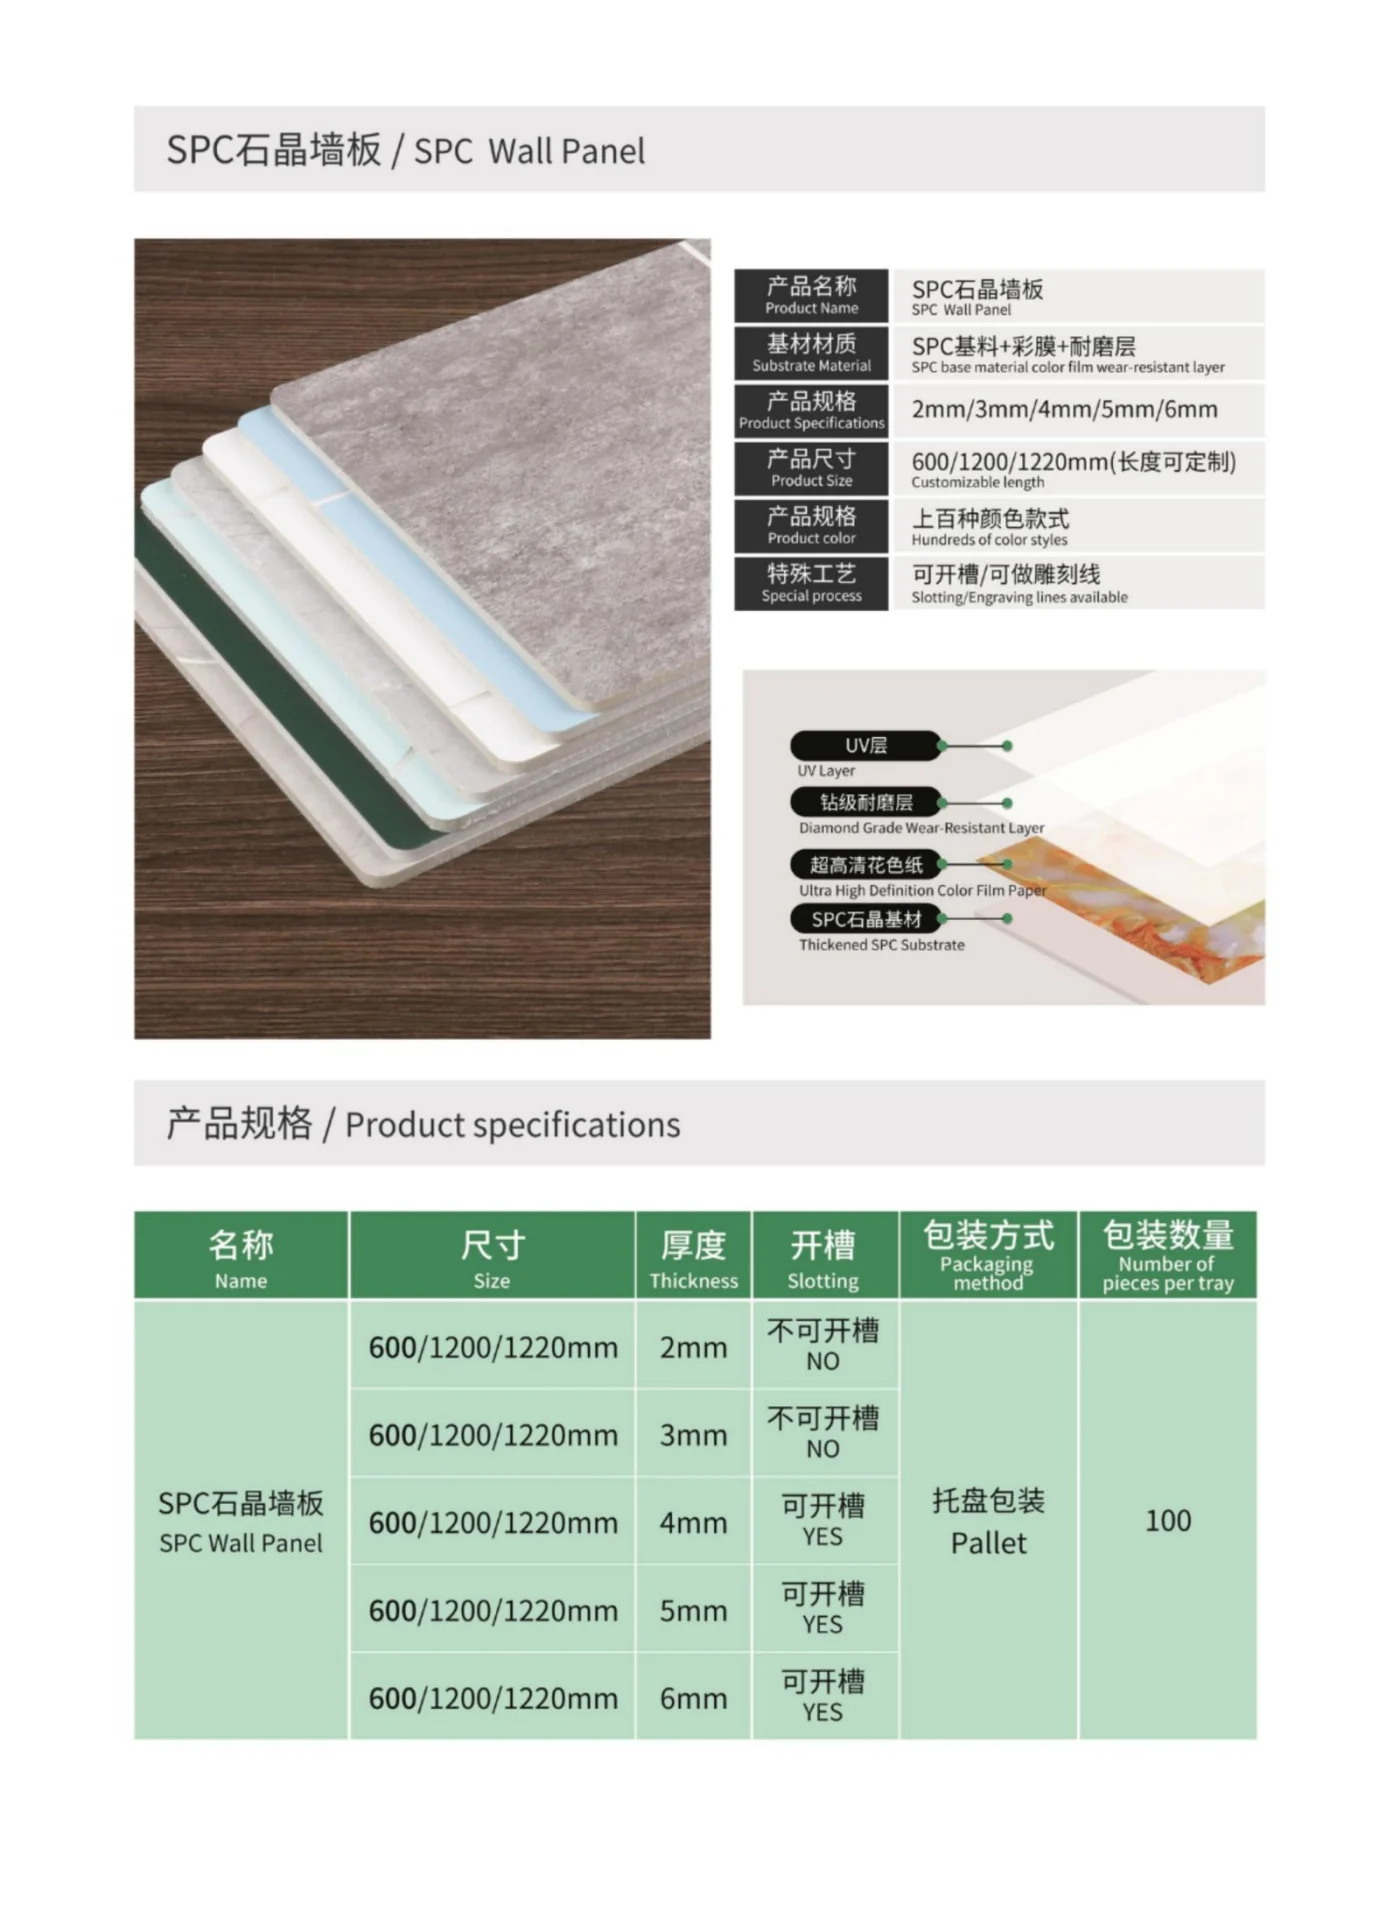 SPC石晶墙板 / SPC  Wall Panel
产品名称
Product Name
SPC石晶墙板
SPC  Wall Panel
基材材质
Substrate Material
SPC基料+彩膜+耐磨层
SPC base material color film wear-resistant layer
产品规格
Product Specifications
2mm/3mm/4mm/5mm/6mm
产品尺寸
Product Size
600/1200/1220mm(长度可定制)
Customizable length
产品规格
Product color
上百种颜色款式
Hundreds of color styles
特殊工艺
Special process
可开槽/可做雕刻线
Slotting/Engraving lines available
UV层
UV Layer
钻级耐磨层
Diamond Grade Wear-Resistant Layer
超高清花色纸
Ultra High Definition Color Film Paper
SPC石晶基材
Thickened SPC Substrate
产品规格 / Product specifications
名称
Name
尺寸
Size
厚度
Thickness
开槽
Slotting
包装方式
Packaging
method
包装数量
Number of
pieces per tray
SPC石晶墙板
SPC Wall Panel
600/1200/1220mm
2mm
不可开槽
NO
600/1200/1220mm
3mm
不可开槽
NO
600/1200/1220mm
4mm
可开槽
YES
600/1200/1220mm
5mm
可开槽
YES
600/1200/1220mm
6mm
可开槽
YES
托盘包装
Pallet
100